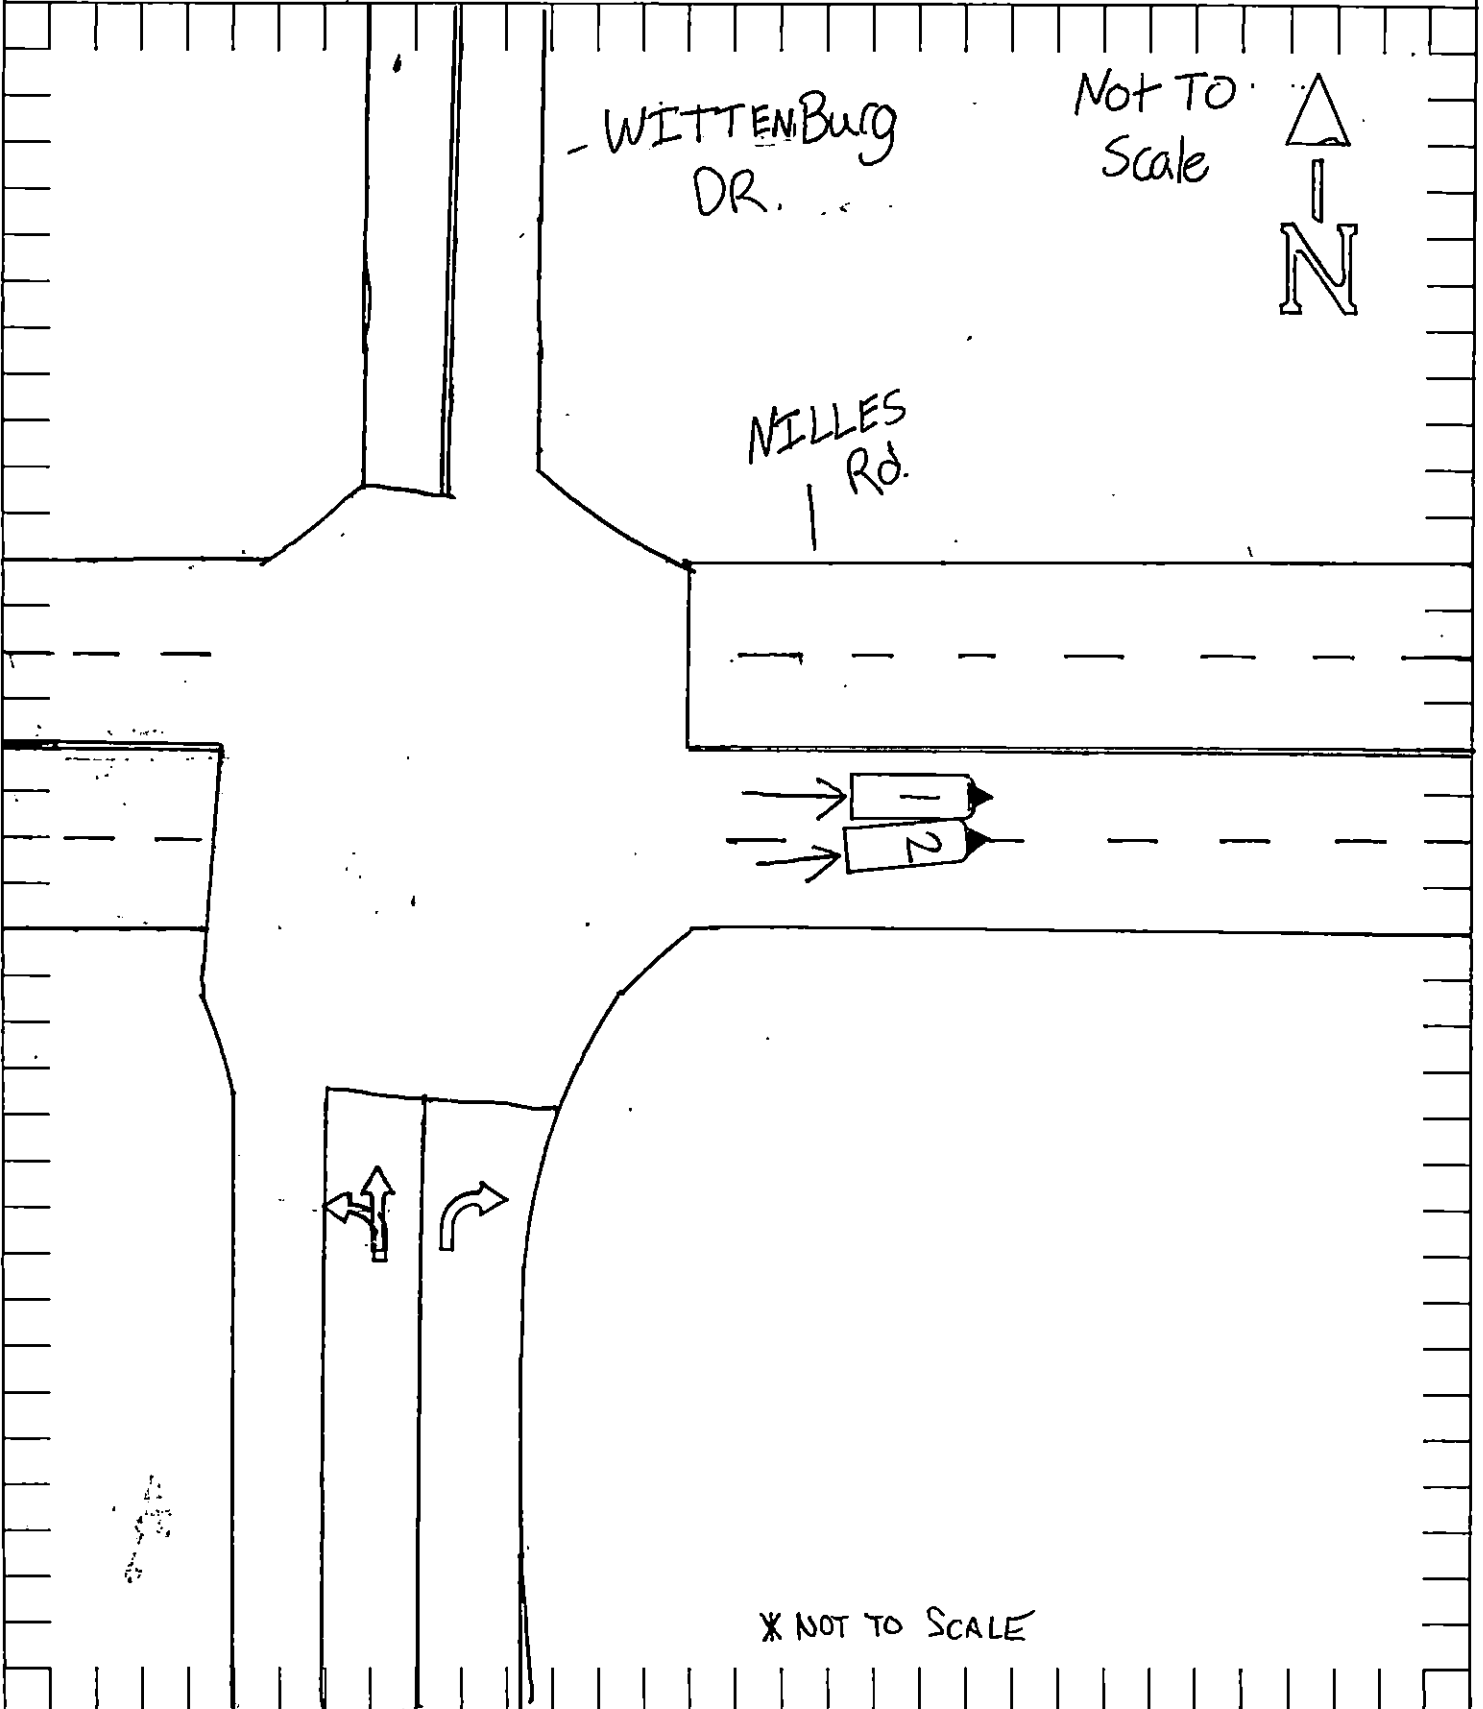 WITTENBurg
DR.
Not TO
Scale
N
NILLES
Rd.
1
2
* NOT TO SCALE